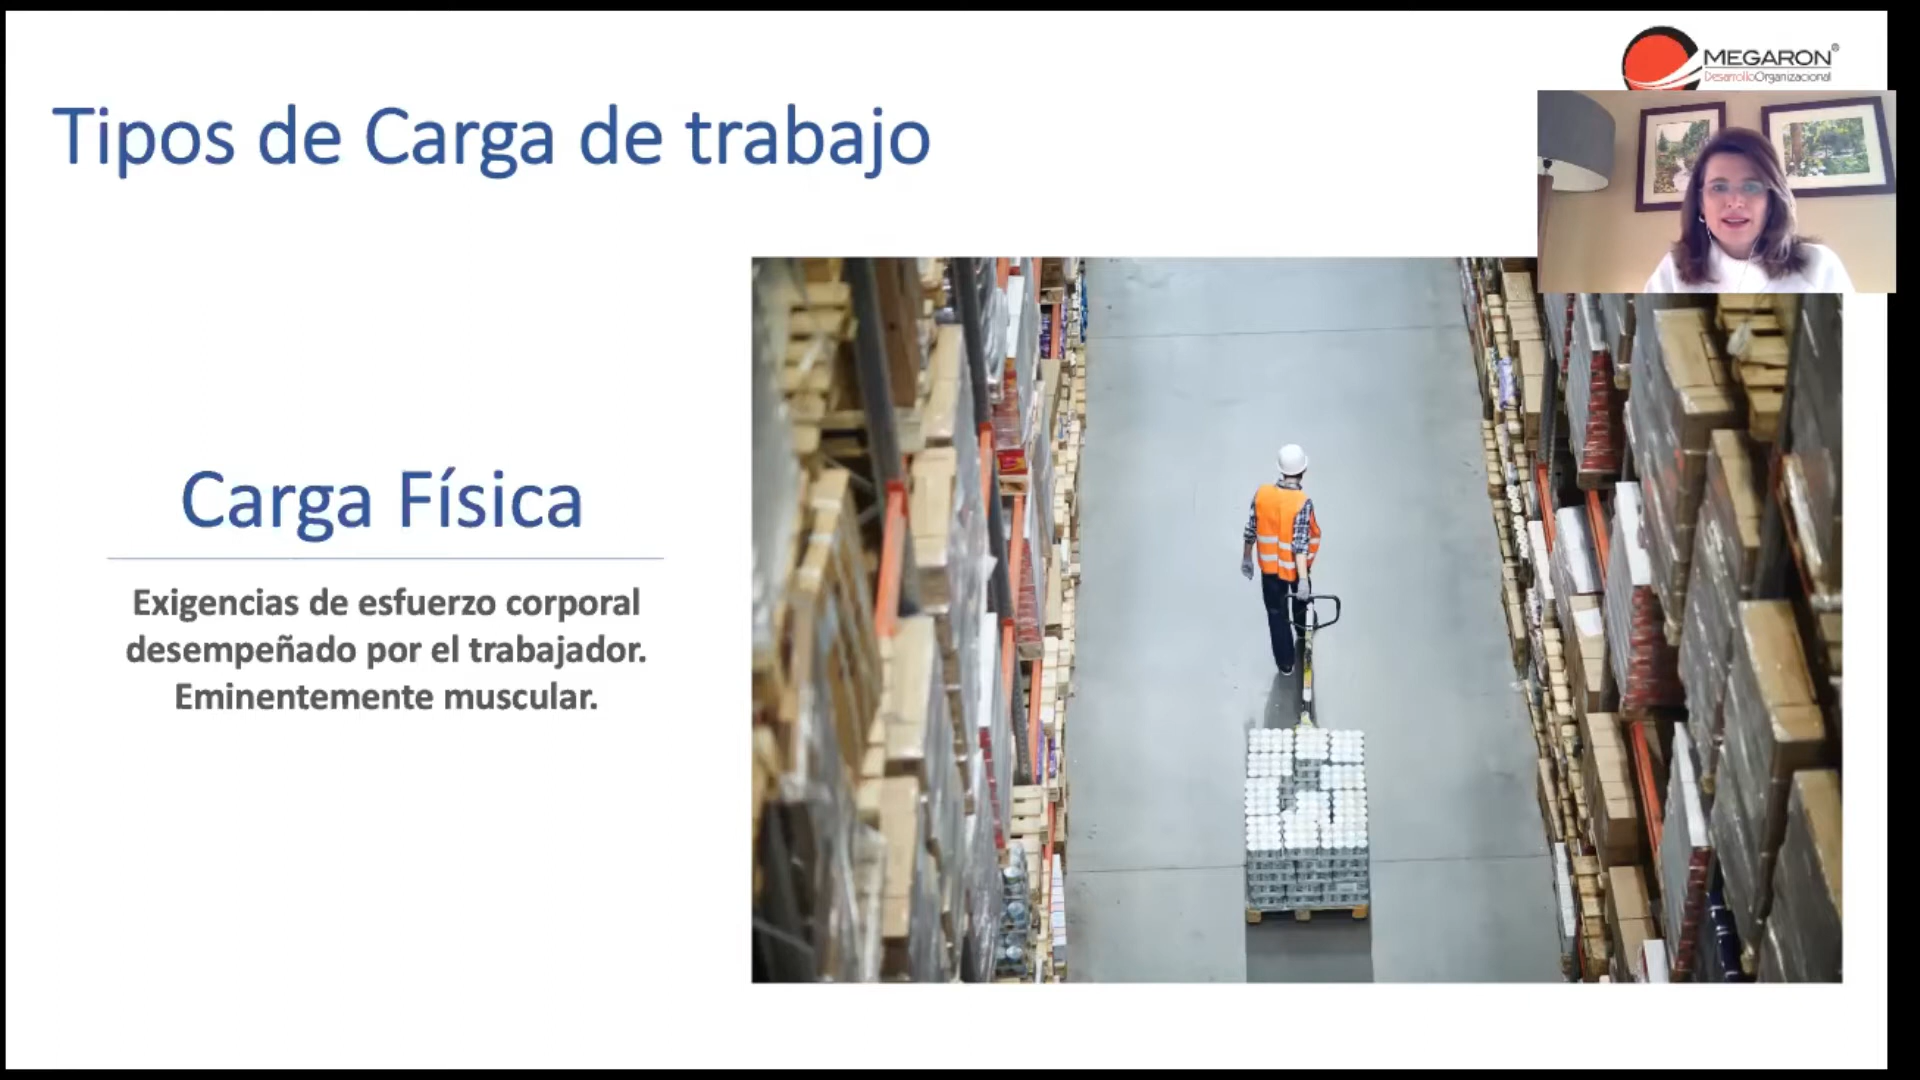 MEGARON®
DesarrolloOrganizacional
Tipos de Carga de trabajo
Carga Física
Exigencias de esfuerzo corporal
desempeñado por el trabajador.
Eminentemente muscular.